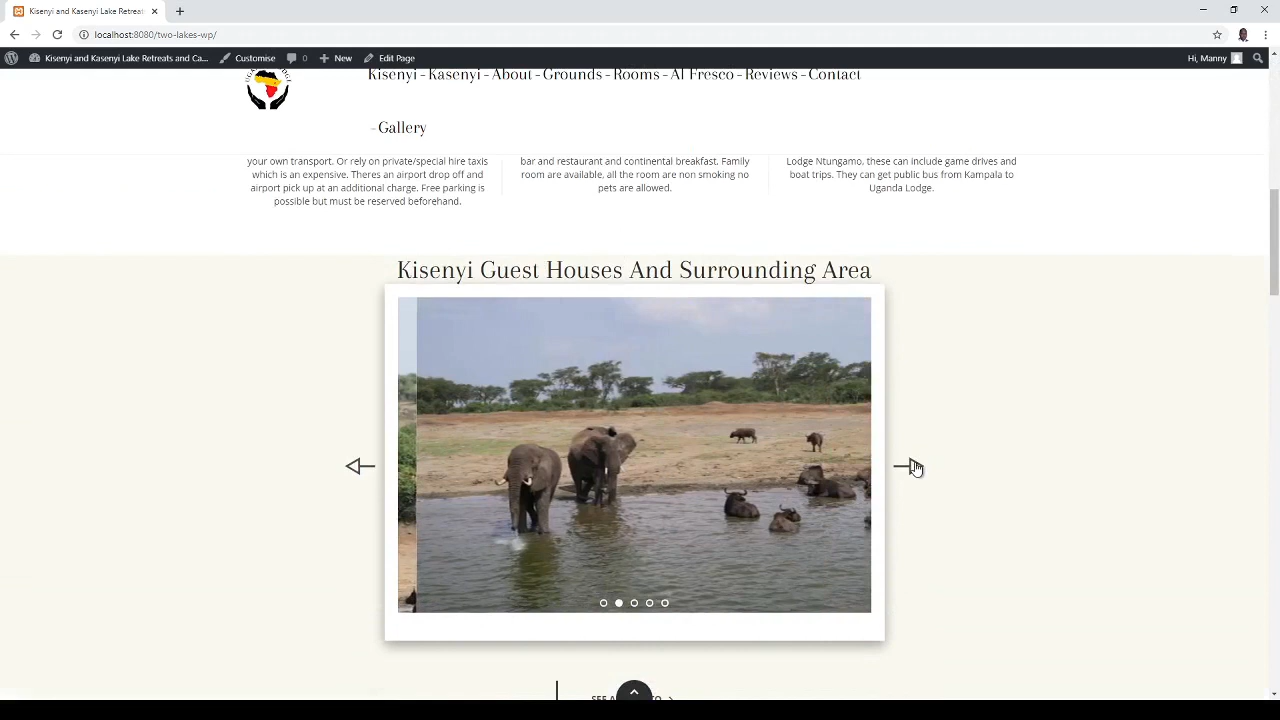 Kisenyi and Kasenyi Lake Retreat
localhost:8080/two-lakes-wp/
Kisenyi and Kasenyi Lake Retreats and Ca... Customise 0 New Edit Page Hi, Manny
Kisenyi - Kasenyi - About - Grounds - Rooms - Al Fresco - Reviews - Contact
- Gallery
your own transport. Or rely on private/special hire taxis
which is an expensive. Theres an airport drop off and
airport pick up at an additional charge. Free parking is
possible but must be reserved beforehand.
bar and restaurant and continental breakfast. Family
room are available, all the room are non smoking no
pets are allowed.
Lodge Ntungamo, these can include game drives and
boat trips. They can get public bus from Kampala to
Uganda Lodge.
Kisenyi Guest Houses And Surrounding Area
SEE